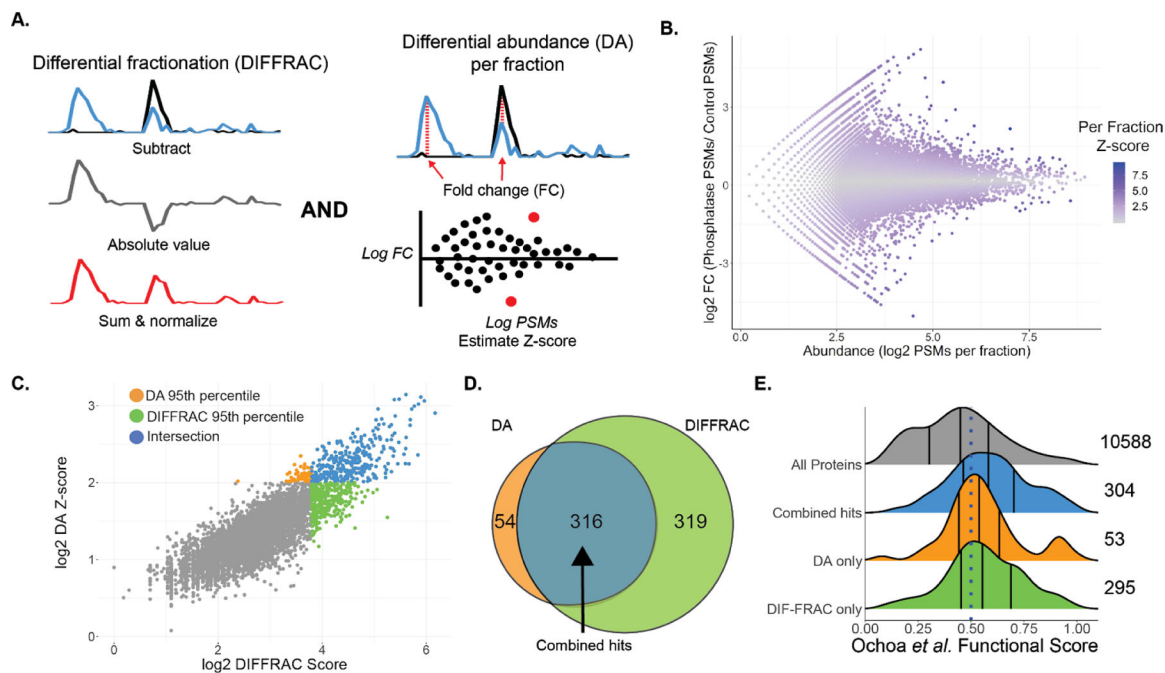 A.
Differential fractionation (DIFFRAC)
Subtract
Absolute value
Sum & normalize
AND
Differential abundance (DA)
per fraction
Fold change (FC)
Log FC
Log PSMs
Estimate Z-score
B.
log2 FC (Phosphatase PSMs/ Control PSMs)
3
0
-3
0.0
2.5
5.0
7.5
Abundance (log2 PSMs per fraction)
Per Fraction
Z-score
7.5
5.0
2.5
C.
DA 95th percentile
DIFFRAC 95th percentile
Intersection
log2 DA Z-score
3
2
1
0
0
2
4
6
log2 DIFFRAC Score
D.
DA
DIFFRAC
54
316
319
Combined hits
E.
All Proteins
10588
Combined hits
304
DA only
53
DIF-FRAC only
295
0.00
0.25
0.50
0.75
1.00
Ochoa et al. Functional Score